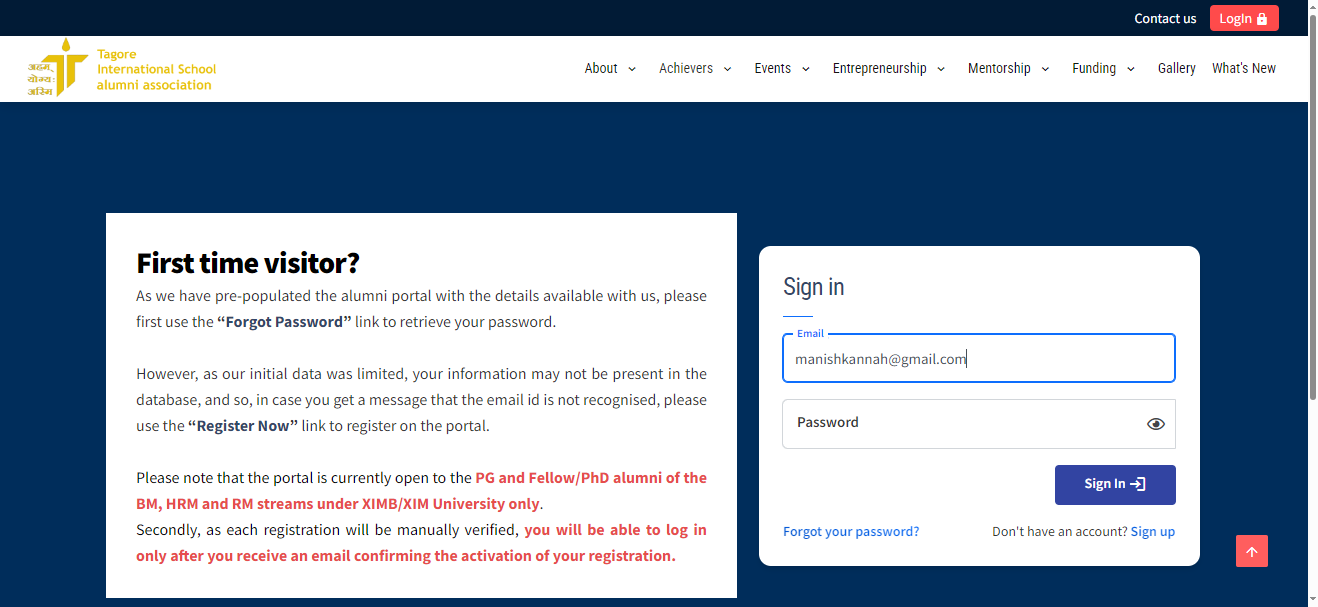 Contact us LogIn
अहम्
योग्यः
अस्मि
Tagore
International School
alumni association
About Achievers Events Entrepreneurship Mentorship Funding Gallery What's New
First time visitor?
As we have pre-populated the alumni portal with the details available with us, please
first use the “Forgot Password” link to retrieve your password.
However, as our initial data was limited, your information may not be present in the
database, and so, in case you get a message that the email id is not recognised, please
use the “Register Now” link to register on the portal.
Please note that the portal is currently open to the PG and Fellow/PhD alumni of the
BM, HRM and RM streams under XIMB/XIM University only.
Secondly, as each registration will be manually verified, you will be able to log in
only after you receive an email confirming the activation of your registration.
Sign in
Email
manishkannah@gmail.com
Password
Sign In
Forgot your password? Don't have an account? Sign up